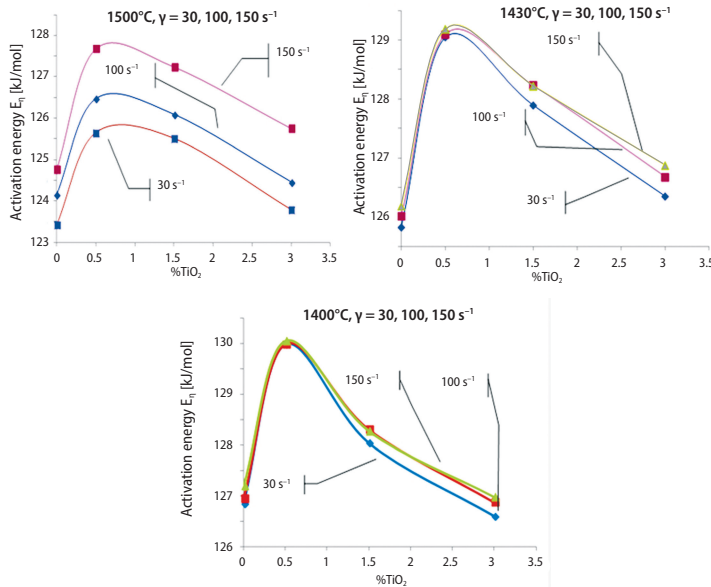 1500°C, γ = 30, 100, 150 s⁻¹
Activation energy Eη [kJ/mol]
128
127
126
125
124
123
150 s⁻¹
100 s⁻¹
30 s⁻¹
0 0.5 1 1.5 2 2.5 3 3.5
%TiO₂
1430°C, γ = 30, 100, 150 s⁻¹
Activation energy Eη [kJ/mol]
129
128
127
126
150 s⁻¹
100 s⁻¹
30 s⁻¹
0 0.5 1 1.5 2 2.5 3 3.5
%TiO₂
1400°C, γ = 30, 100, 150 s⁻¹
Activation energy Eη [kJ/mol]
130
129
128
127
126
150 s⁻¹
100 s⁻¹
30 s⁻¹
0 0.5 1 1.5 2 2.5 3 3.5
%TiO₂